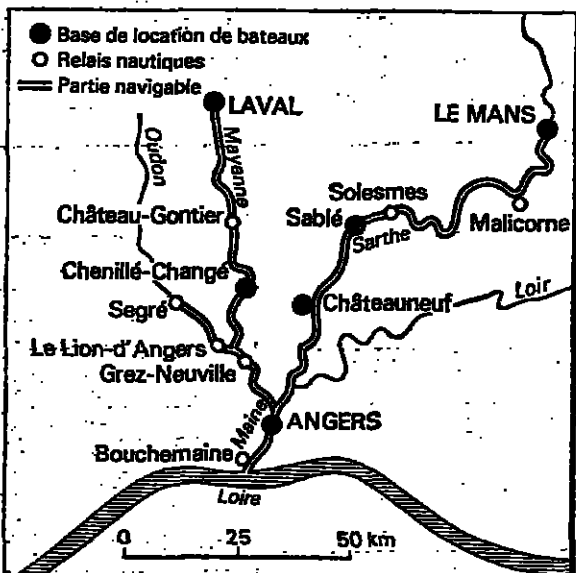 Base de location de bateaux
Relais nautiques
Partie navigable
LAVAL
LE MANS
Oudon
Mayenne
Solesmes
Château-Gontier
Sablé
Sarthe
Malicorne
Chenillé-Changé
Segré
Châteauneuf
Loir
Le Lion-d'Angers
Grez-Neuville
Maine
ANGERS
Bouchemaine
Loire
0 25 50 km